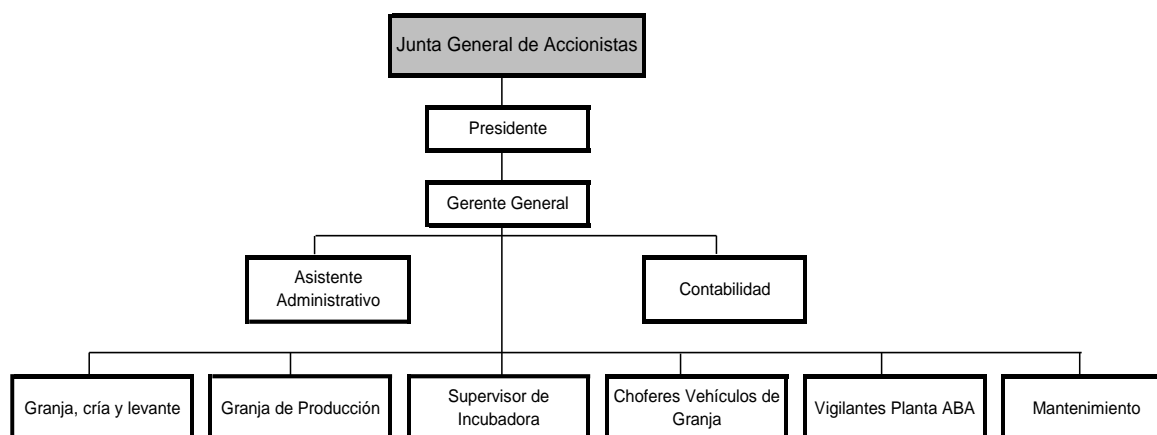 Junta General de Accionistas
Presidente
Gerente General
Asistente
Administrativo
Contabilidad
Granja, cría y levante
Granja de Producción
Supervisor de
Incubadora
Choferes Vehículos de
Granja
Vigilantes Planta ABA
Mantenimiento